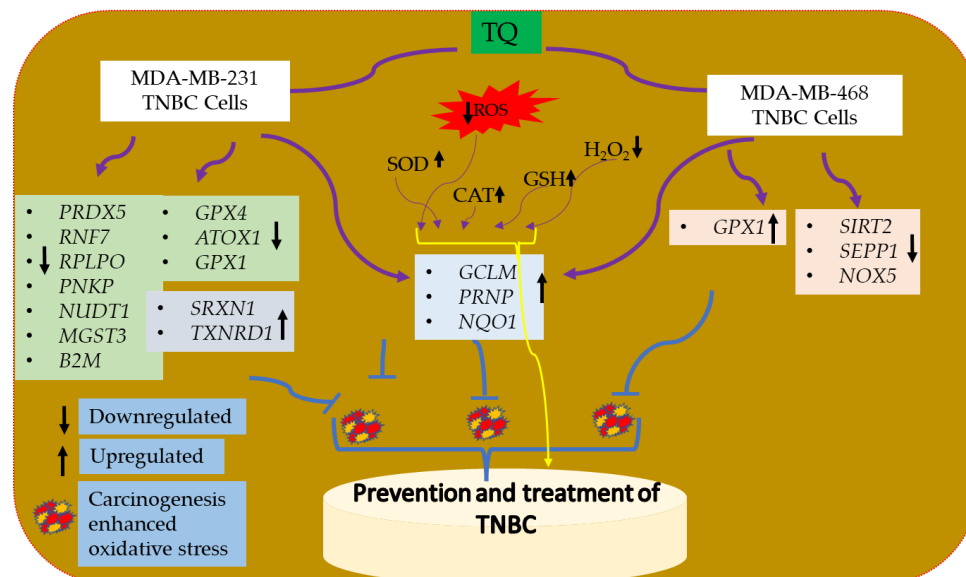 TQ
MDA-MB-231
TNBC Cells
MDA-MB-468
TNBC Cells
ROS
SOD
CAT
GSH
H₂O₂
• PRDX5
• RNF7
• RPLPO
• PNKP
• NUDT1
• MGST3
• B2M
• GPX4
• ATOX1
• GPX1
• SRXN1
• TXNRD1
• GCLM
• PRNP
• NQO1
• GPX1
• SIRT2
• SEPP1
• NOX5
Downregulated
Upregulated
Carcinogenesis
enhanced
oxidative stress
Prevention and treatment of
TNBC